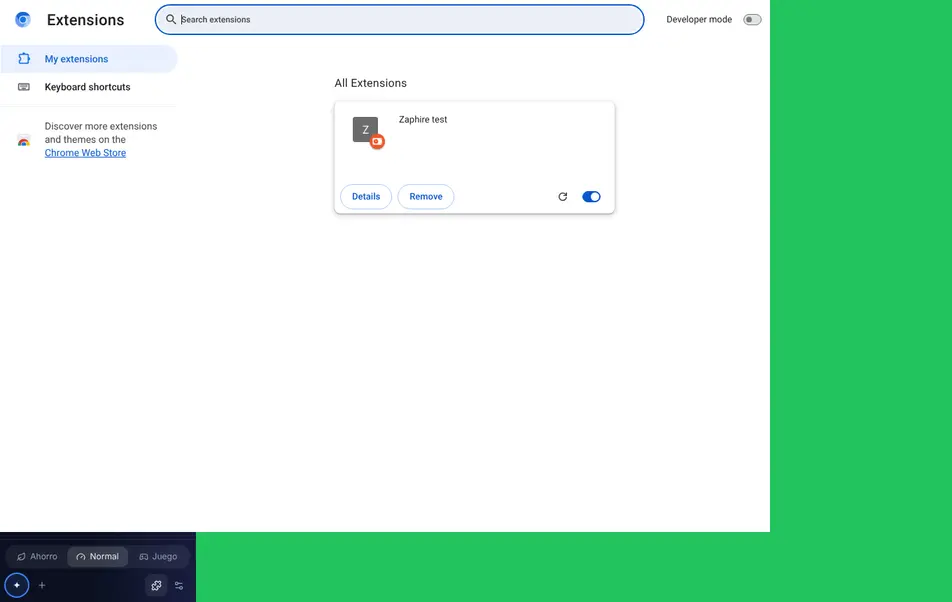 Extensions
Search extensions
Developer mode
My extensions
Keyboard shortcuts
Discover more extensions
and themes on the
Chrome Web Store
All Extensions
Z
Zaphire test
Details
Remove
Ahorro
Normal
Juego